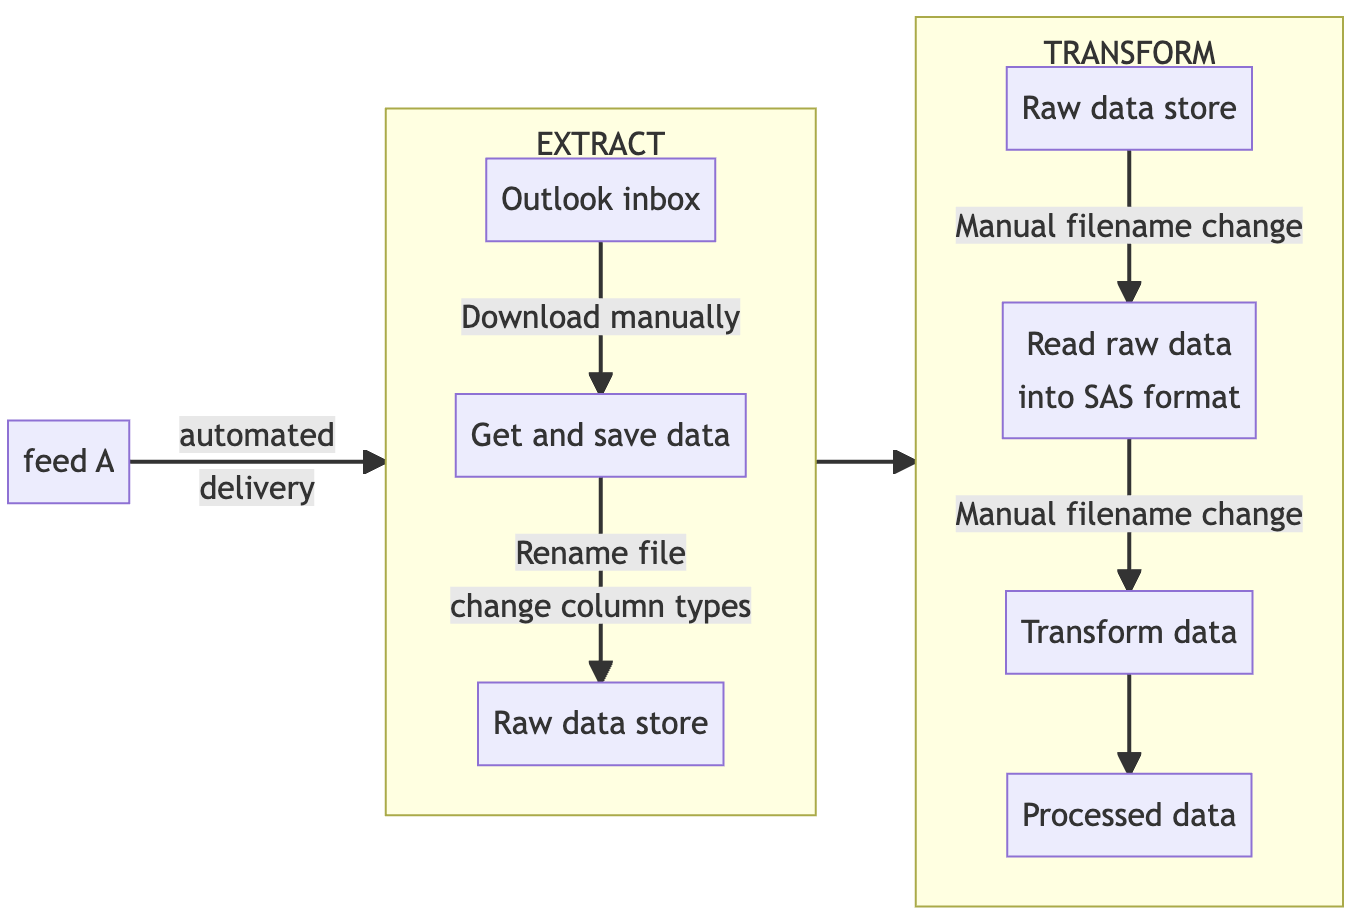 feed A
automated
delivery
EXTRACT
Outlook inbox
Download manually
Get and save data
Rename file
change column types
Raw data store
TRANSFORM
Raw data store
Manual filename change
Read raw data
into SAS format
Manual filename change
Transform data
Processed data